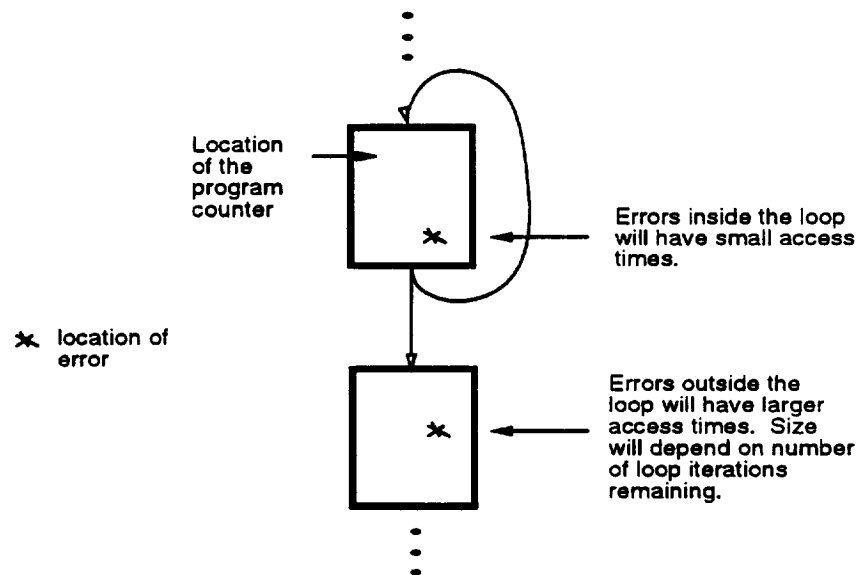 Location
of the
program
counter
Errors inside the loop
will have small access
times.
location of
error
Errors outside the
loop will have larger
access times. Size
will depend on number
of loop iterations
remaining.